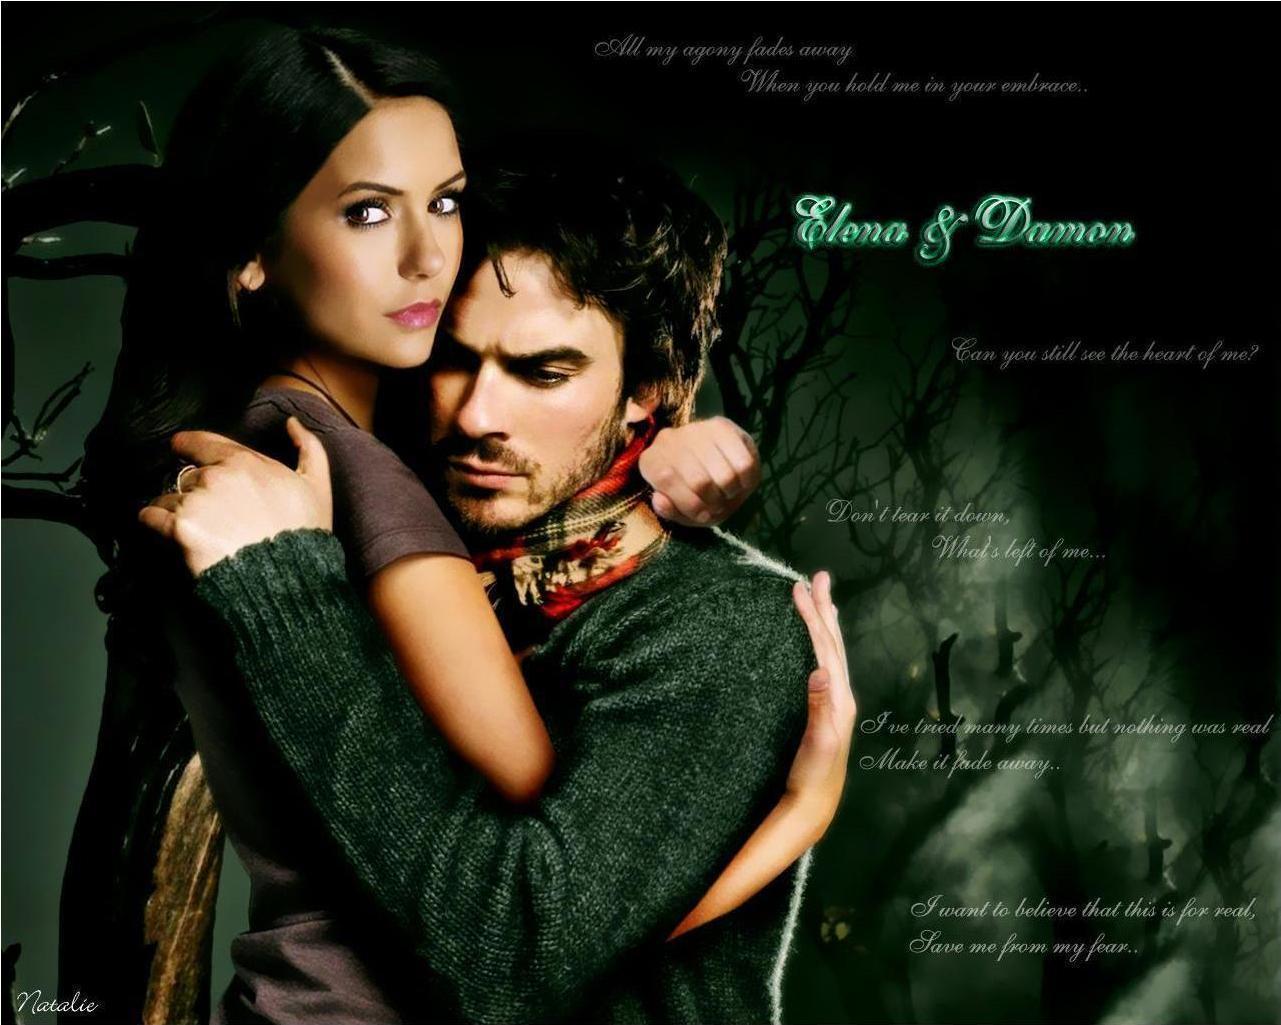 All my agony fades away
When you hold me in your embrace..
Elena & Damon
Can you still see the heart of me?
Don't tear it down,
What's left of me...
I've tried many times but nothing was real
Make it fade away..
I want to believe that this is for real,
Save me from my fear..
Natalie